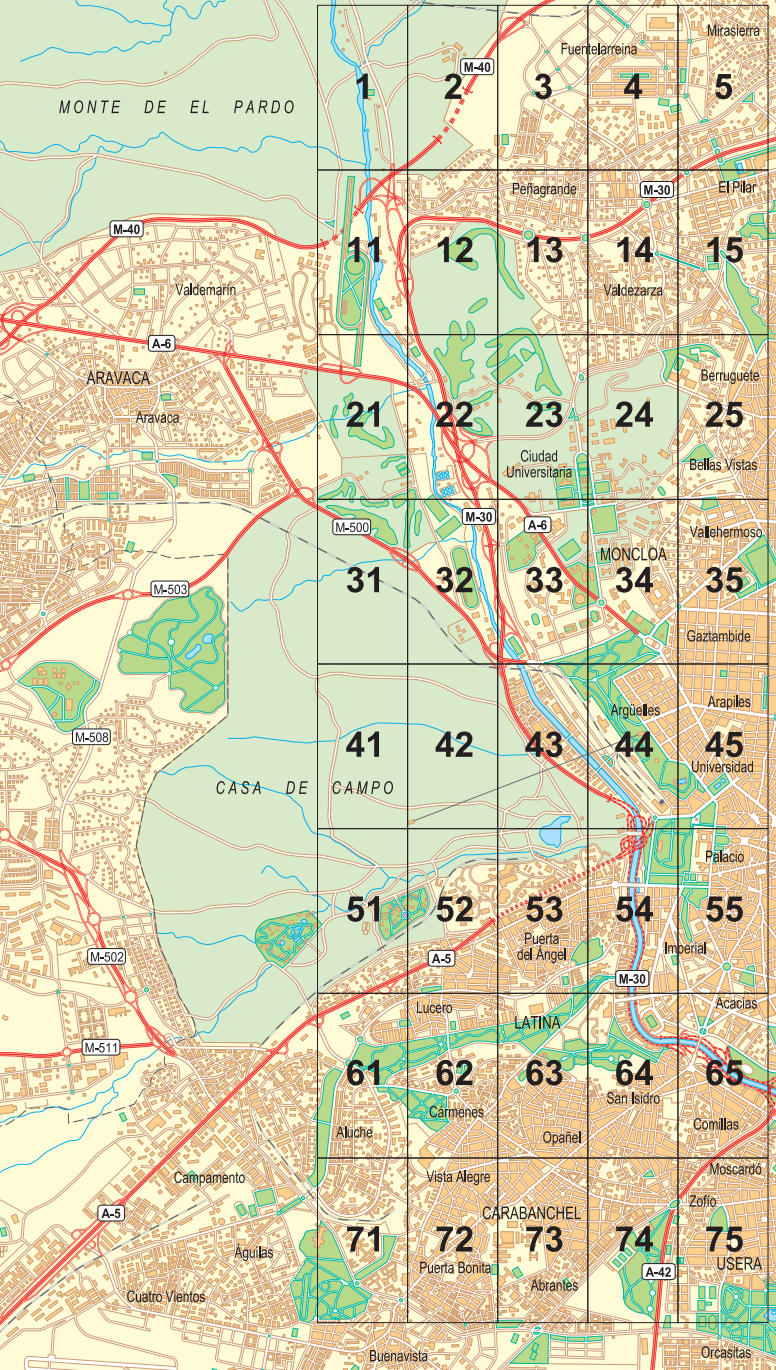 Mirasierra
Fuentelarreina
M-40
1
2
3
4
5
MONTE DE EL PARDO
Peñagrande
M-30
El Pilar
M-40
11
12
13
14
15
Valdemarín
Valdezarza
A-6
ARAVACA
Berruguete
Aravaca
21
22
23
24
25
Ciudad
Universitaria
Bellas Vistas
M-500
M-30
A-6
Vallehermoso
MONCLOA
M-503
31
32
33
34
35
Gaztambide
Argüelles
Arapiles
M-508
41
42
43
44
45
Universidad
CASA DE CAMPO
Palacio
51
52
53
54
55
Puerta
del Ángel
Imperial
M-502
A-5
M-30
Lucero
Acacias
LATINA
M-511
61
62
63
64
65
San Isidro
Cármenes
Comillas
Aluche
Opañel
Moscardó
Campamento
Vista Alegre
Zofío
A-5
CARABANCHEL
71
72
73
74
75
Águilas
Puerta Bonita
A-42
USERA
Abrantes
Cuatro Vientos
Buenavista
Orcasitas